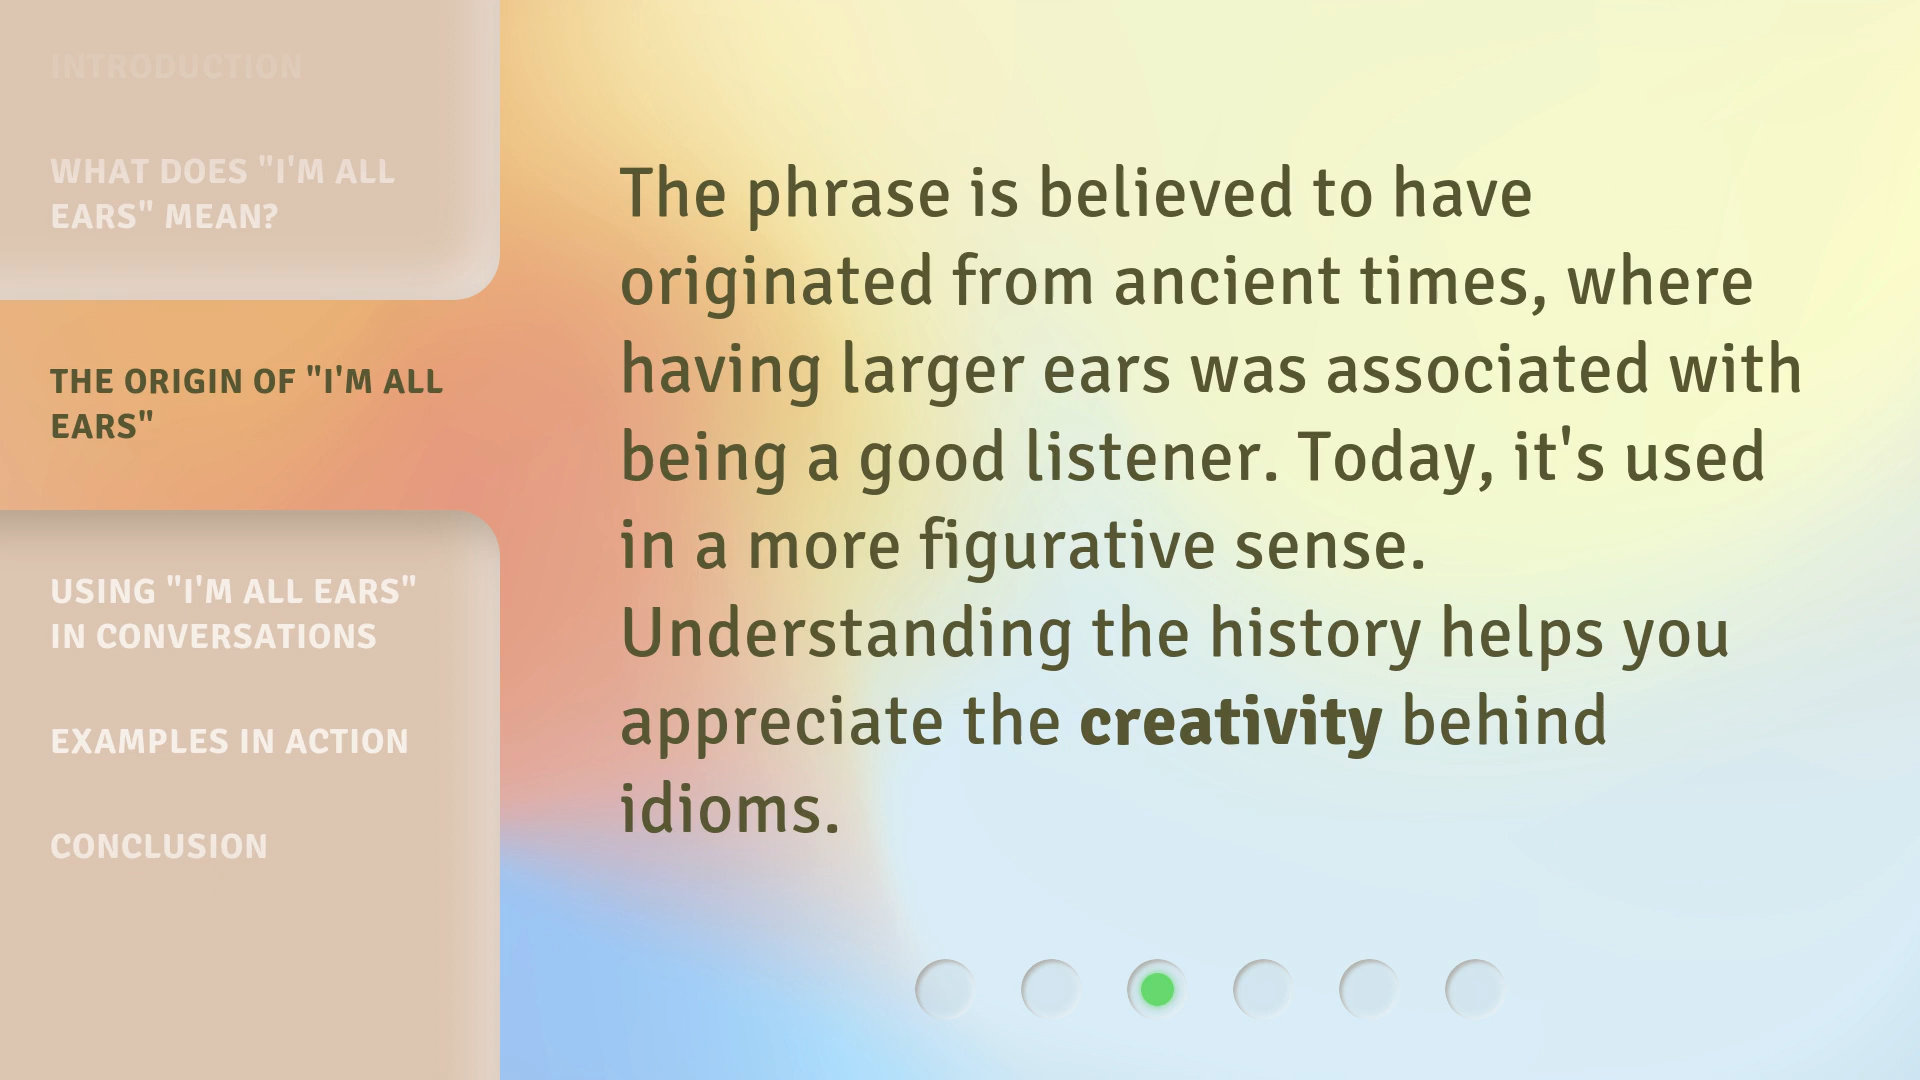 INTRODUCTION
WHAT DOES "I'M ALL
EARS" MEAN?
THE ORIGIN OF "I'M ALL
EARS"
USING "I'M ALL EARS"
IN CONVERSATIONS
EXAMPLES IN ACTION
CONCLUSION
The phrase is believed to have
originated from ancient times, where
having larger ears was associated with
being a good listener. Today, it's used
in a more figurative sense.
Understanding the history helps you
appreciate the creativity behind
idioms.